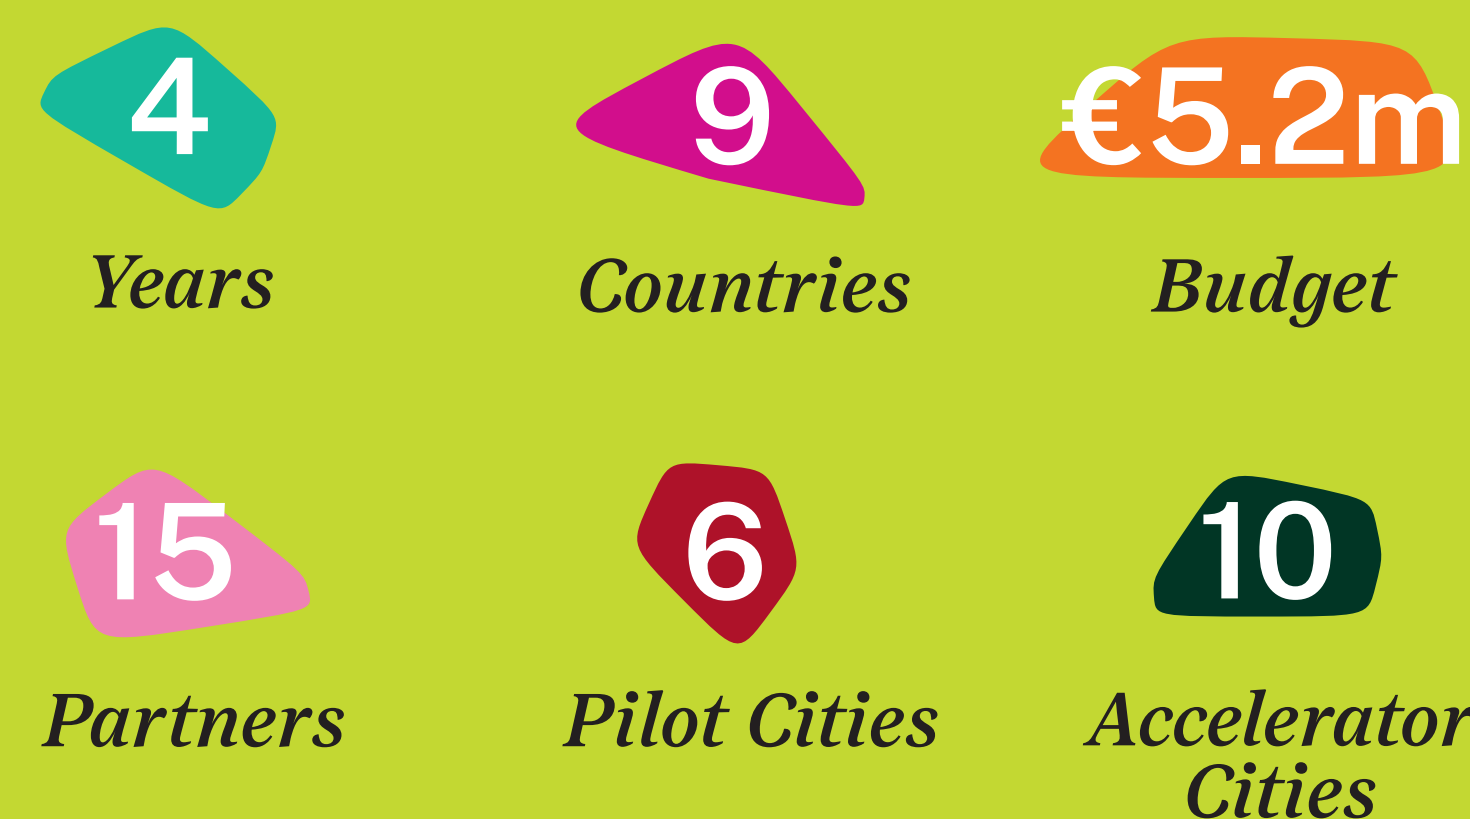 4
Years
9
Countries
€5.2m
Budget
15
Partners
6
Pilot Cities
10
Accelerator
Cities